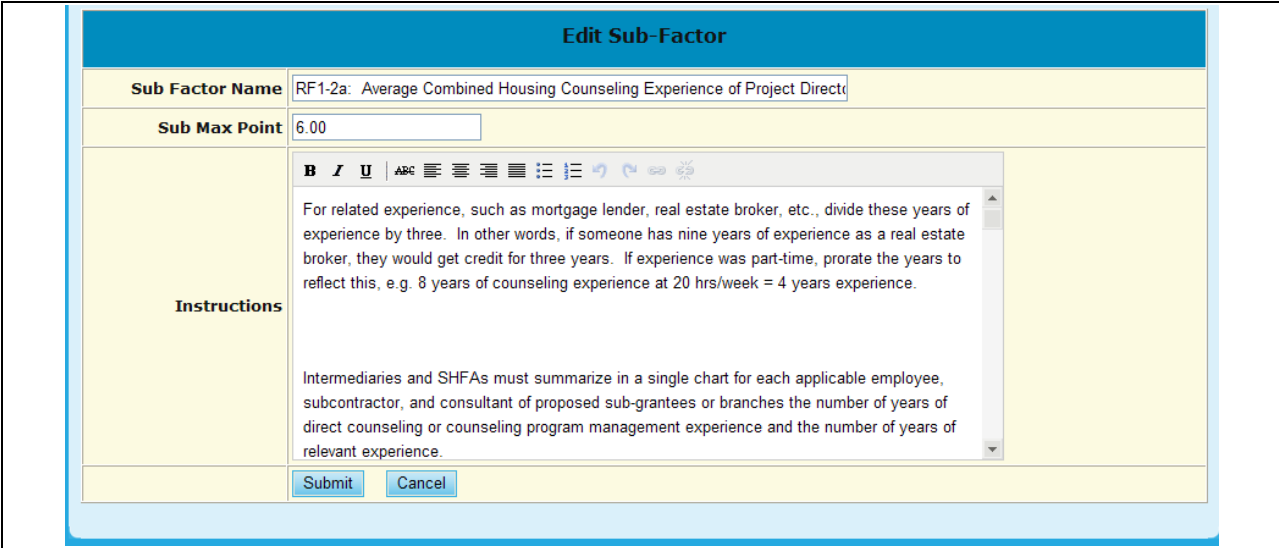 Edit Sub-Factor
Sub Factor Name RF1-2a:  Average Combined Housing Counseling Experience of Project Directo
Sub Max Point 6.00
B I U ABC
For related experience, such as mortgage lender, real estate broker, etc., divide these years of
experience by three.  In other words, if someone has nine years of experience as a real estate
broker, they would get credit for three years.  If experience was part-time, prorate the years to
reflect this, e.g. 8 years of counseling experience at 20 hrs/week = 4 years experience.
Instructions
Intermediaries and SHFAs must summarize in a single chart for each applicable employee,
subcontractor, and consultant of proposed sub-grantees or branches the number of years of
direct counseling or counseling program management experience and the number of years of
relevant experience.
Submit Cancel